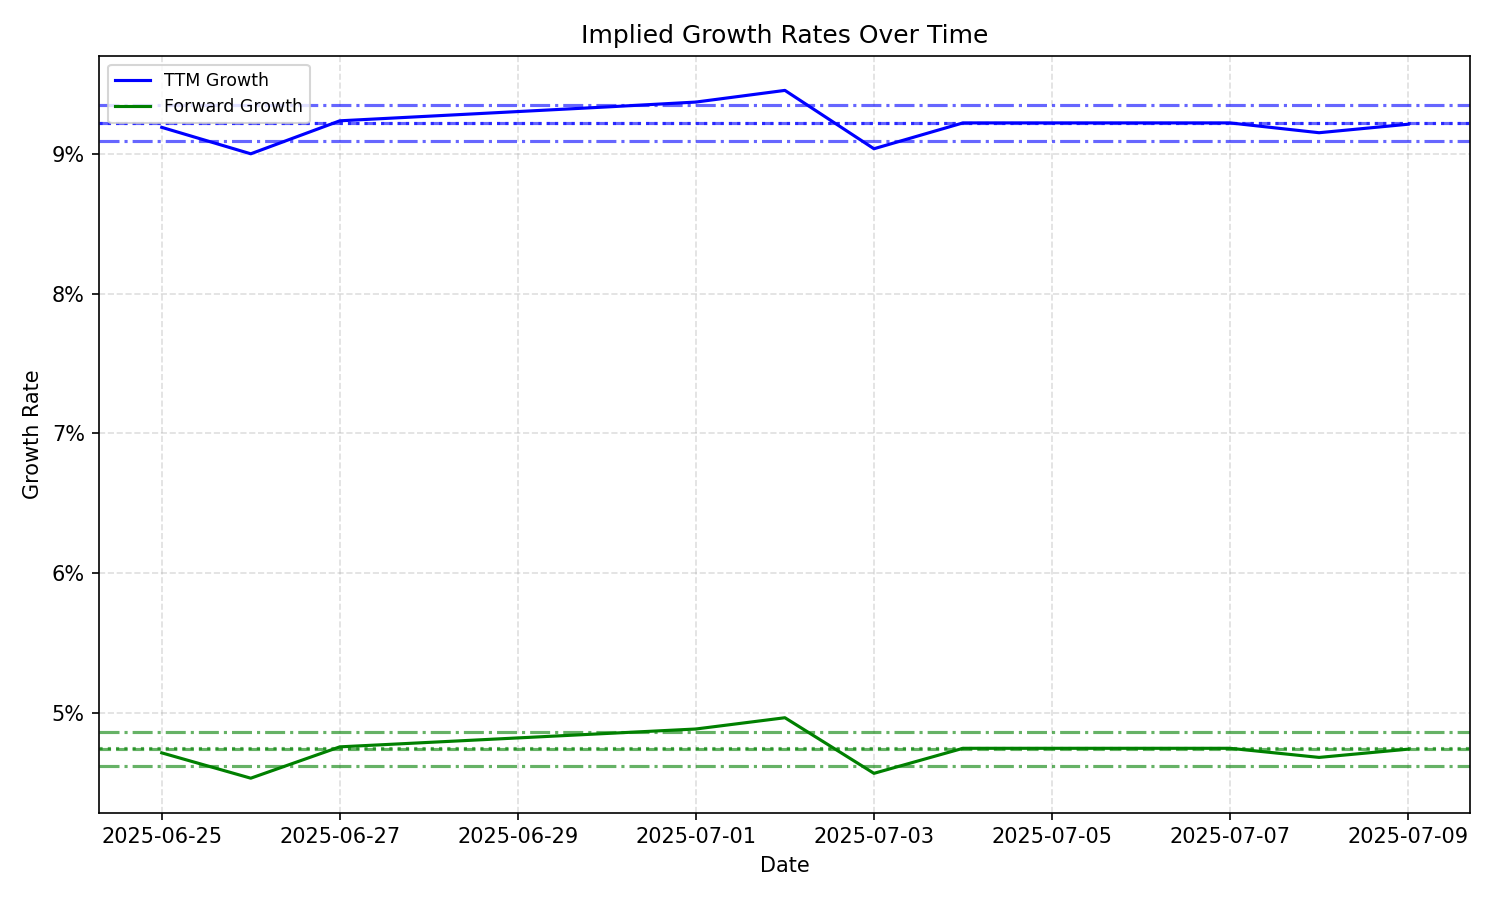 Implied Growth Rates Over Time
TTM Growth
Forward Growth
9%
8%
7%
6%
5%
Growth Rate
2025-06-25 2025-06-27 2025-06-29 2025-07-01 2025-07-03 2025-07-05 2025-07-07 2025-07-09
Date